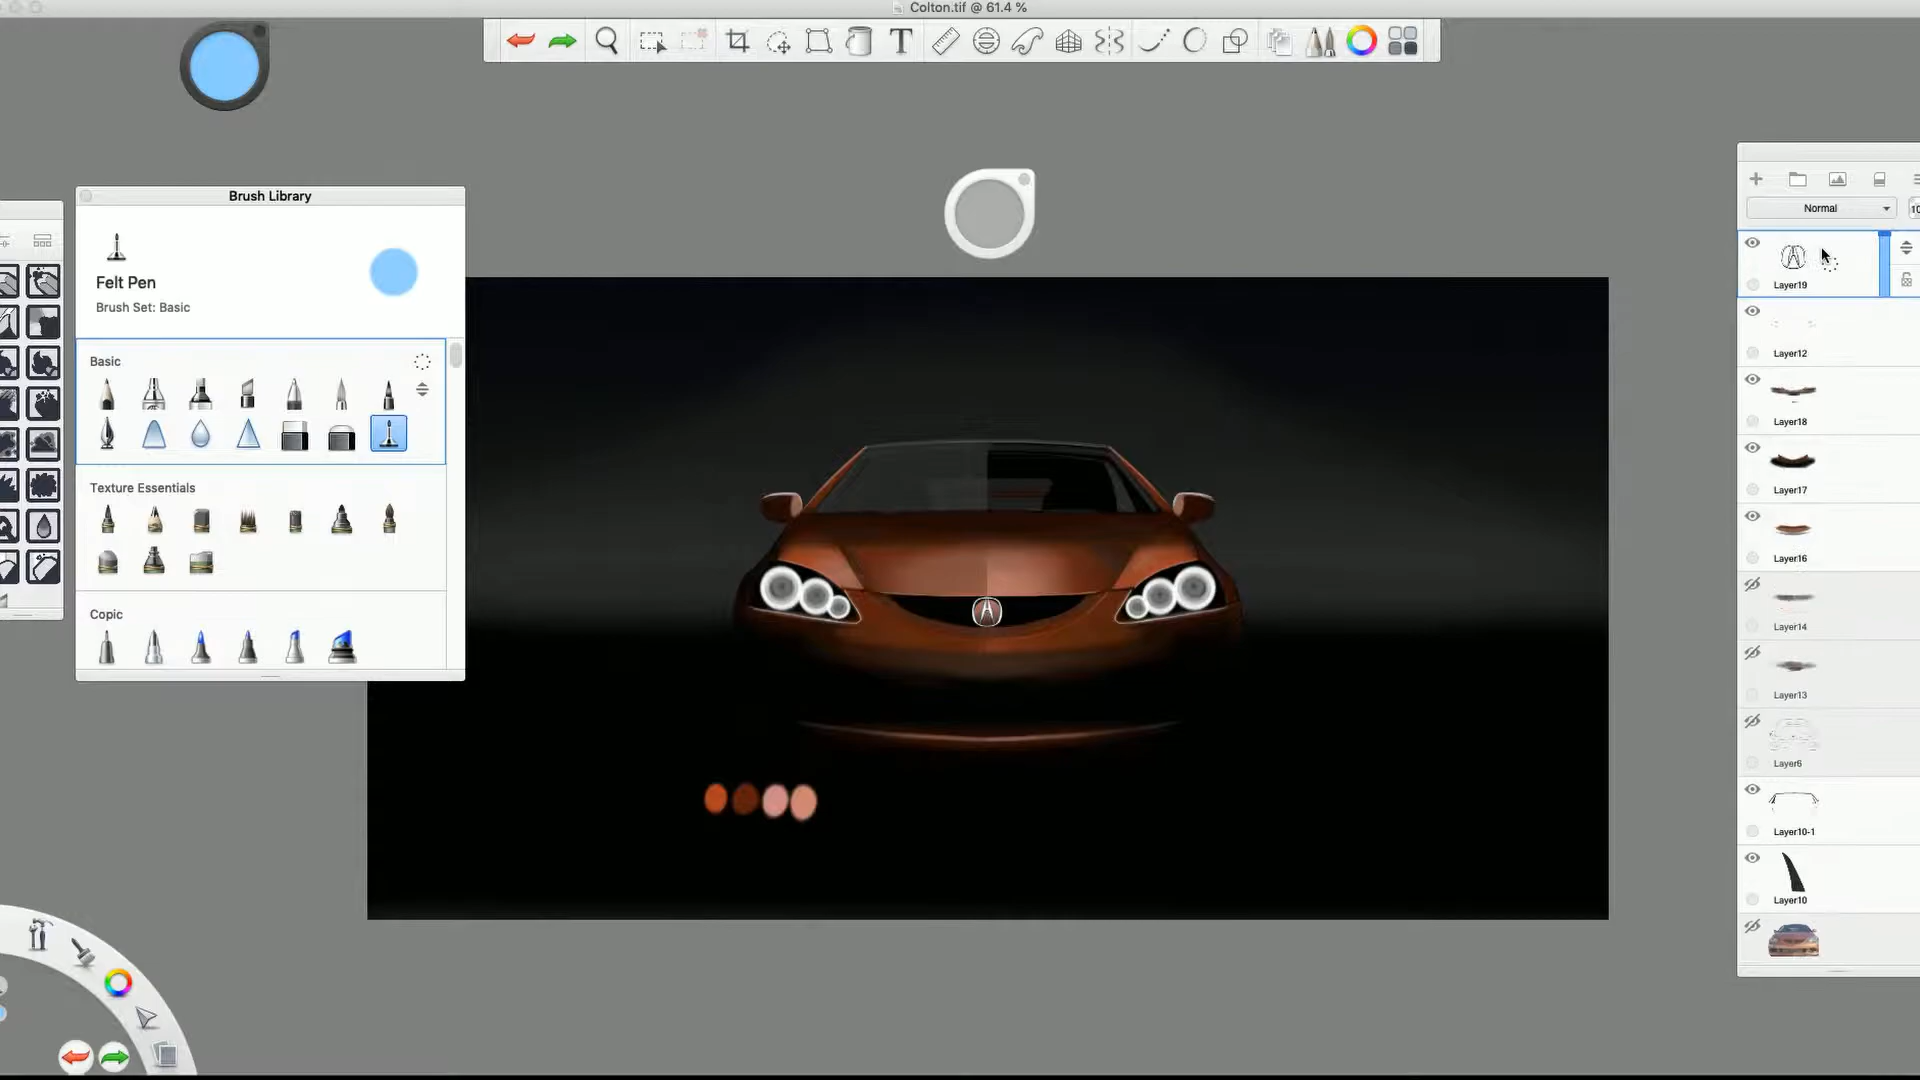 Colton.tif @ 61.4 %
T
Brush Library
Felt Pen
Brush Set: Basic
Basic
Texture Essentials
Copic
Normal
10
Layer19
Layer12
Layer18
Layer17
Layer16
Layer14
Layer13
Layer6
Layer10-1
Layer10